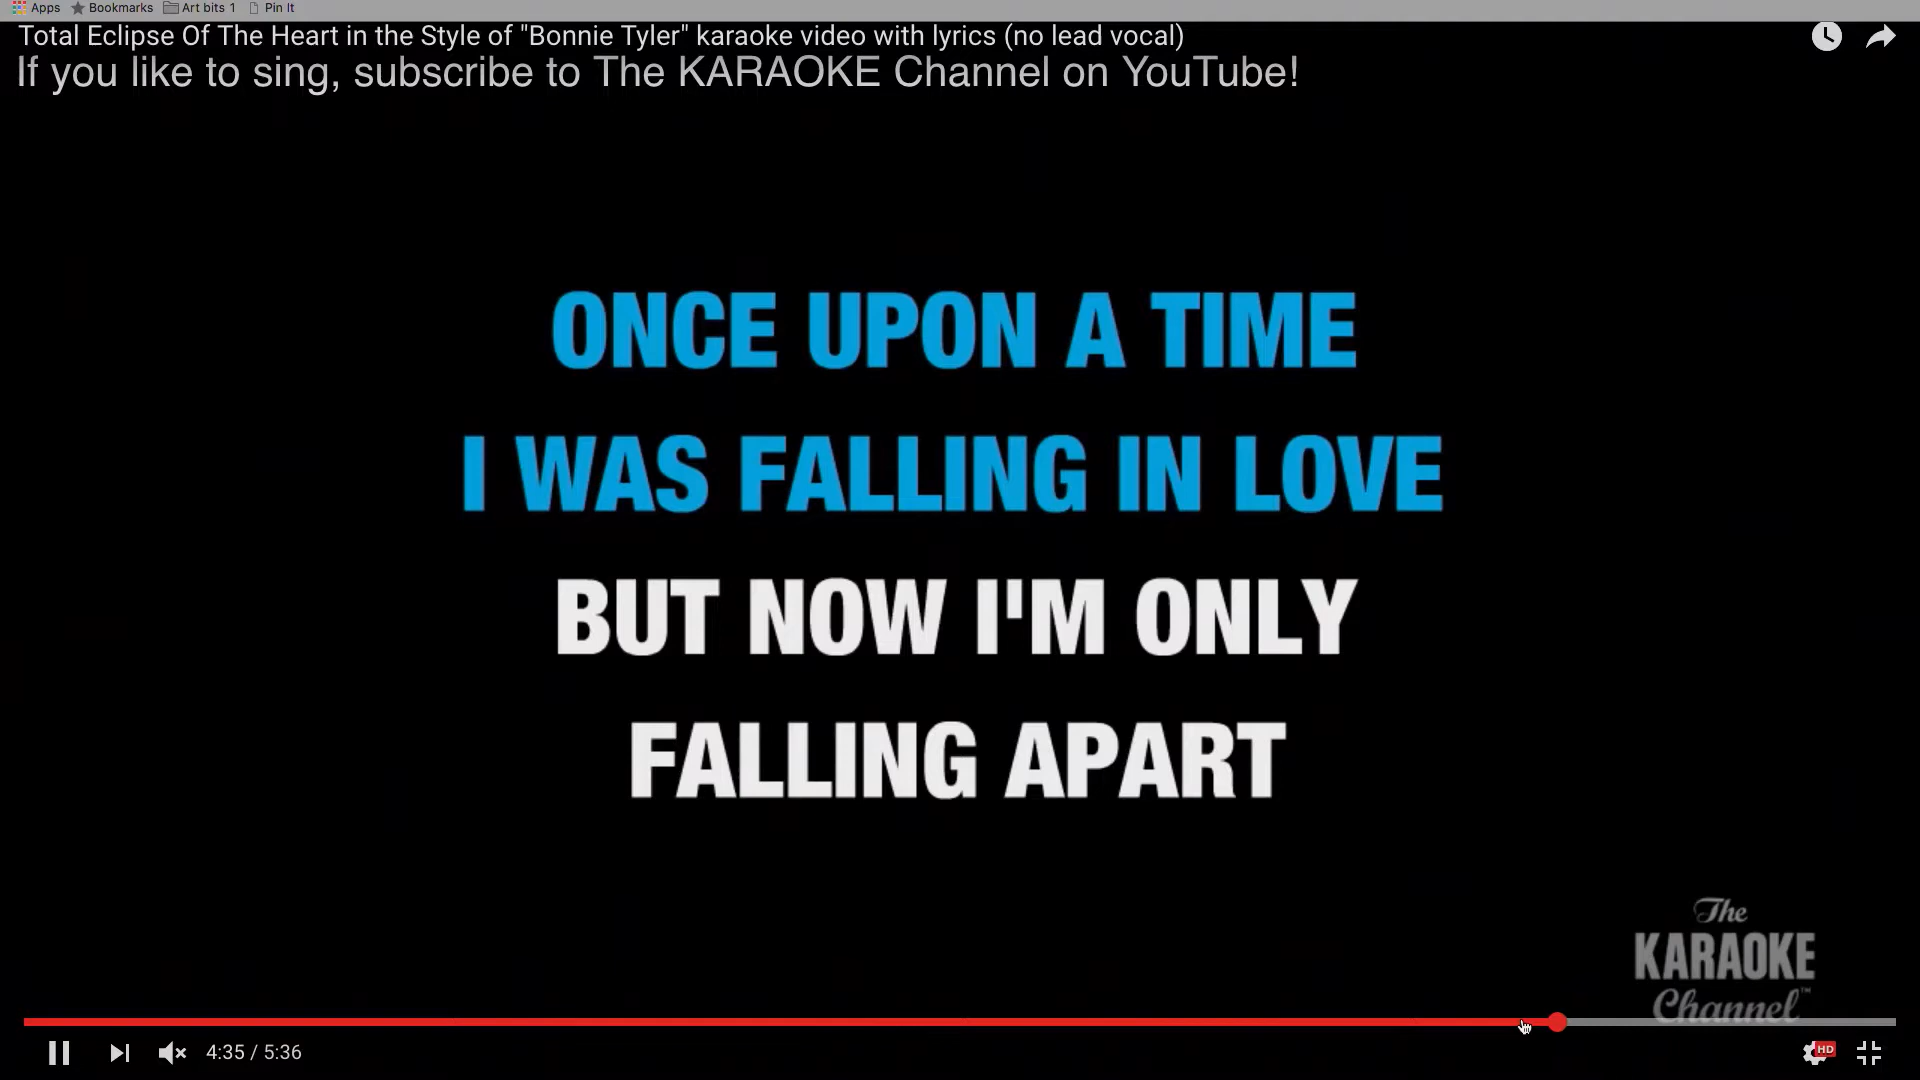 Apps Bookmarks Art bits 1 Pin It
Total Eclipse Of The Heart in the Style of "Bonnie Tyler" karaoke video with lyrics (no lead vocal)
If you like to sing, subscribe to The KARAOKE Channel on YouTube!
ONCE UPON A TIME
I WAS FALLING IN LOVE
BUT NOW I'M ONLY
FALLING APART
The
KARAOKE
Channel™
4:35 / 5:36
HD